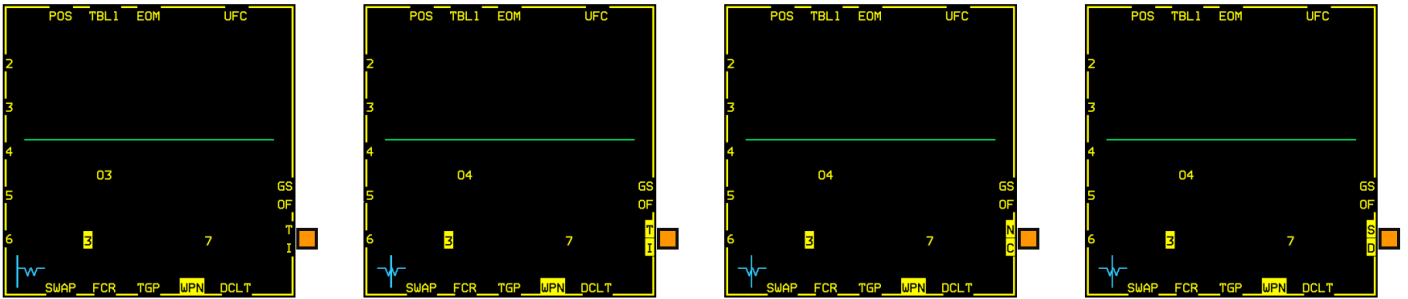 POS TBL1 EOM UFC
2
3
4
03
GS
5
OF
T
6 3 7
I
SWAP FCR TGP WPN DCLT
POS TBL1 EOM UFC
2
3
4
04
GS
5
OF
T
6 3 7
I
SWAP FCR TGP WPN DCLT
POS TBL1 EOM UFC
2
3
4
04
GS
5
OF
N
6 3 7
C
SWAP FCR TGP WPN DCLT
POS TBL1 EOM UFC
2
3
4
04
GS
5
OF
S
6 3 7
D
SWAP FCR TGP WPN DCLT